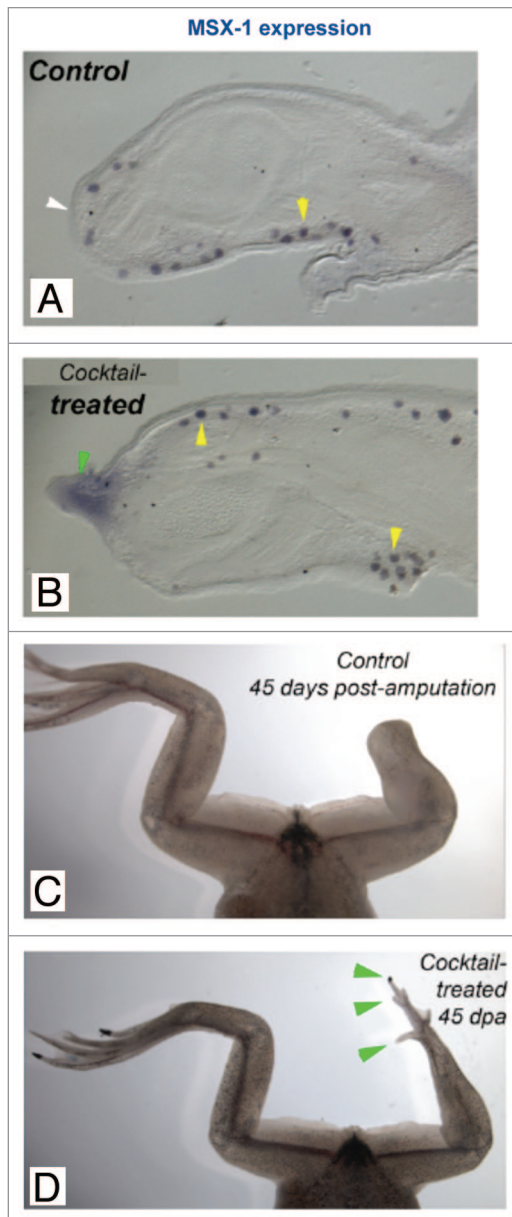 MSX-1 expression
Control
A
Cocktail-
treated
B
Control
45 days post-amputation
C
Cocktail-
treated
45 dpa
D